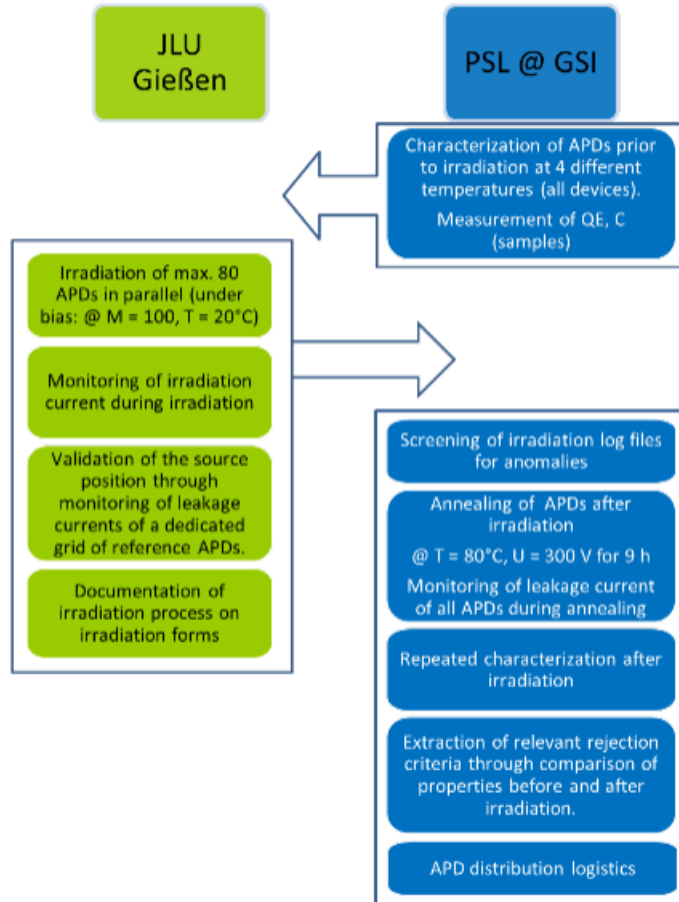 JLU
Gießen
PSL @ GSI
Characterization of APDs prior
to irradiation at 4 different
temperatures (all devices).
Measurement of QE, C
(samples)
Irradiation of max. 80
APDs in parallel (under
bias: @ M = 100, T = 20°C)
Monitoring of irradiation
current during irradiation
Validation of the source
position through
monitoring of leakage
currents of a dedicated
grid of reference APDs.
Documentation of
irradiation process on
irradiation forms
Screening of irradiation log files
for anomalies
Annealing of APDs after
irradiation
@ T = 80°C, U = 300 V for 9 h
Monitoring of leakage current
of all APDs during annealing
Repeated characterization after
irradiation
Extraction of relevant rejection
criteria through comparison of
properties before and after
irradiation.
APD distribution logistics